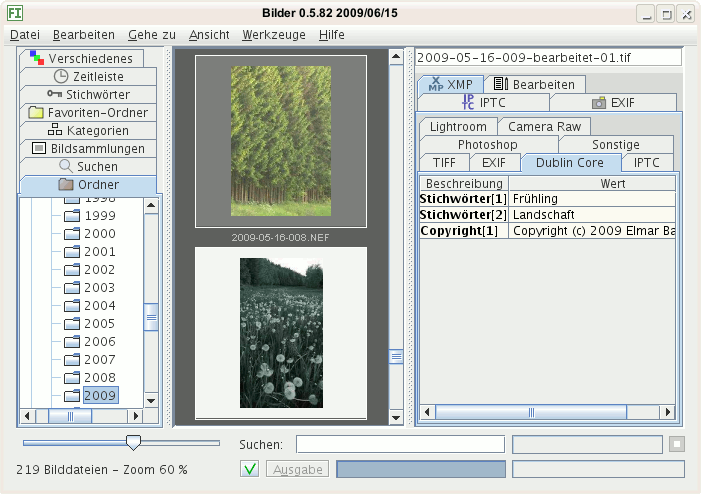 FI
Bilder 0.5.82 2009/06/15
Datei Bearbeiten Gehe zu Ansicht Werkzeuge Hilfe
Verschiedenes
Zeitleiste
Stichwörter
Favoriten-Ordner
Kategorien
Bildsammlungen
Suchen
Ordner
1998
1999
2000
2001
2002
2003
2004
2005
2006
2007
2008
2009
2009-05-16-008.NEF
2009-05-16-009-bearbeitet-01.tif
XMP Bearbeiten
IPTC EXIF
Lightroom Camera Raw
Photoshop Sonstige
TIFF EXIF Dublin Core IPTC
Beschreibung Wert
Stichwörter[1] Frühling
Stichwörter[2] Landschaft
Copyright[1] Copyright (c) 2009 Elmar Ba
Suchen:
219 Bilddateien - Zoom 60 %
Ausgabe